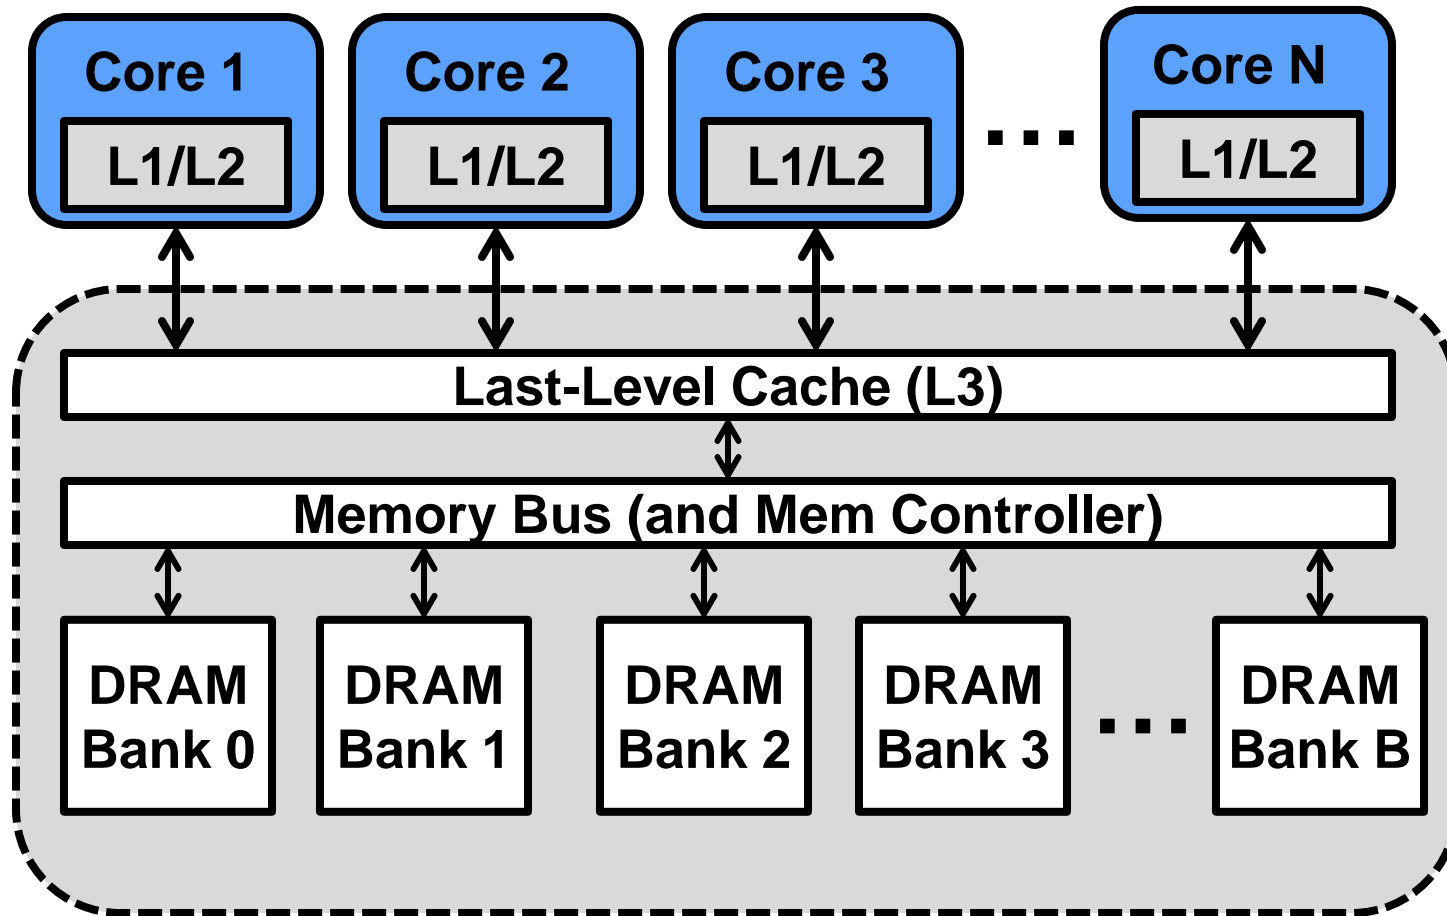 Core 1
Core 2
Core 3
...
Core N
L1/L2
L1/L2
L1/L2
L1/L2
Last-Level Cache (L3)
Memory Bus (and Mem Controller)
DRAM
Bank 0
DRAM
Bank 1
DRAM
Bank 2
DRAM
Bank 3
...
DRAM
Bank B